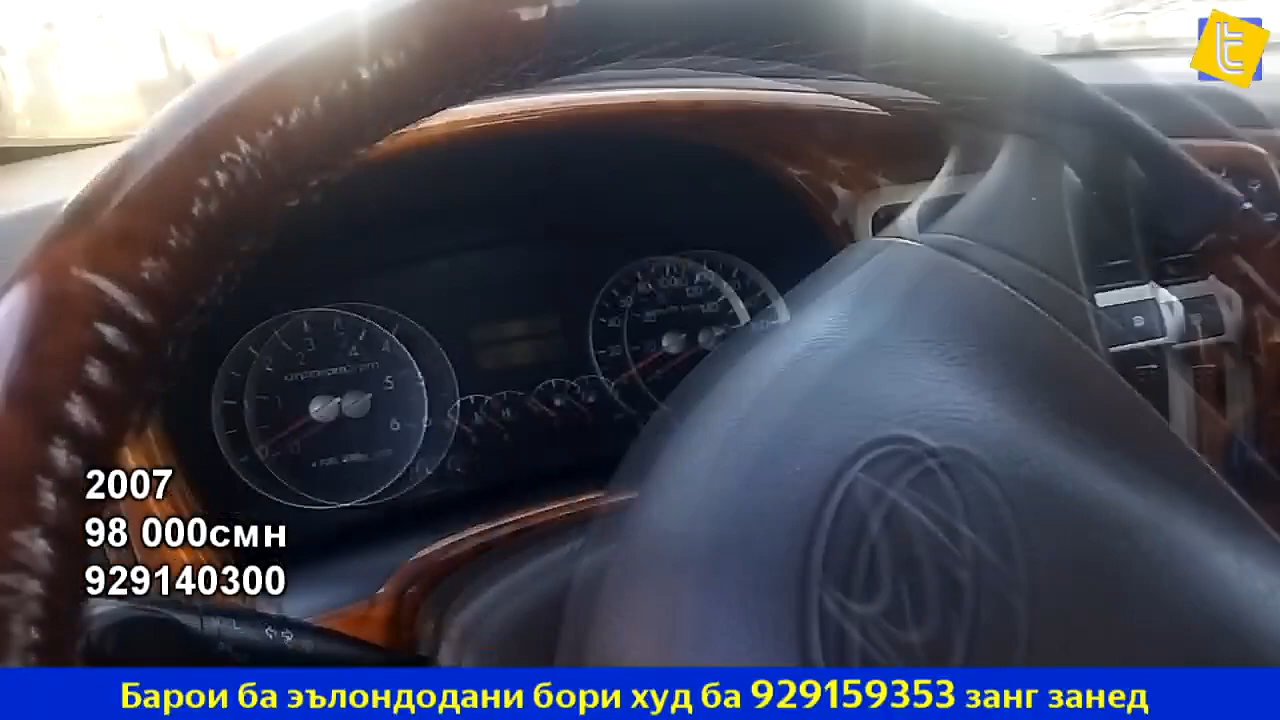 2007
98 000смн
929140300
Барои ба эълондодани бори худ ба 929159353 занг занед